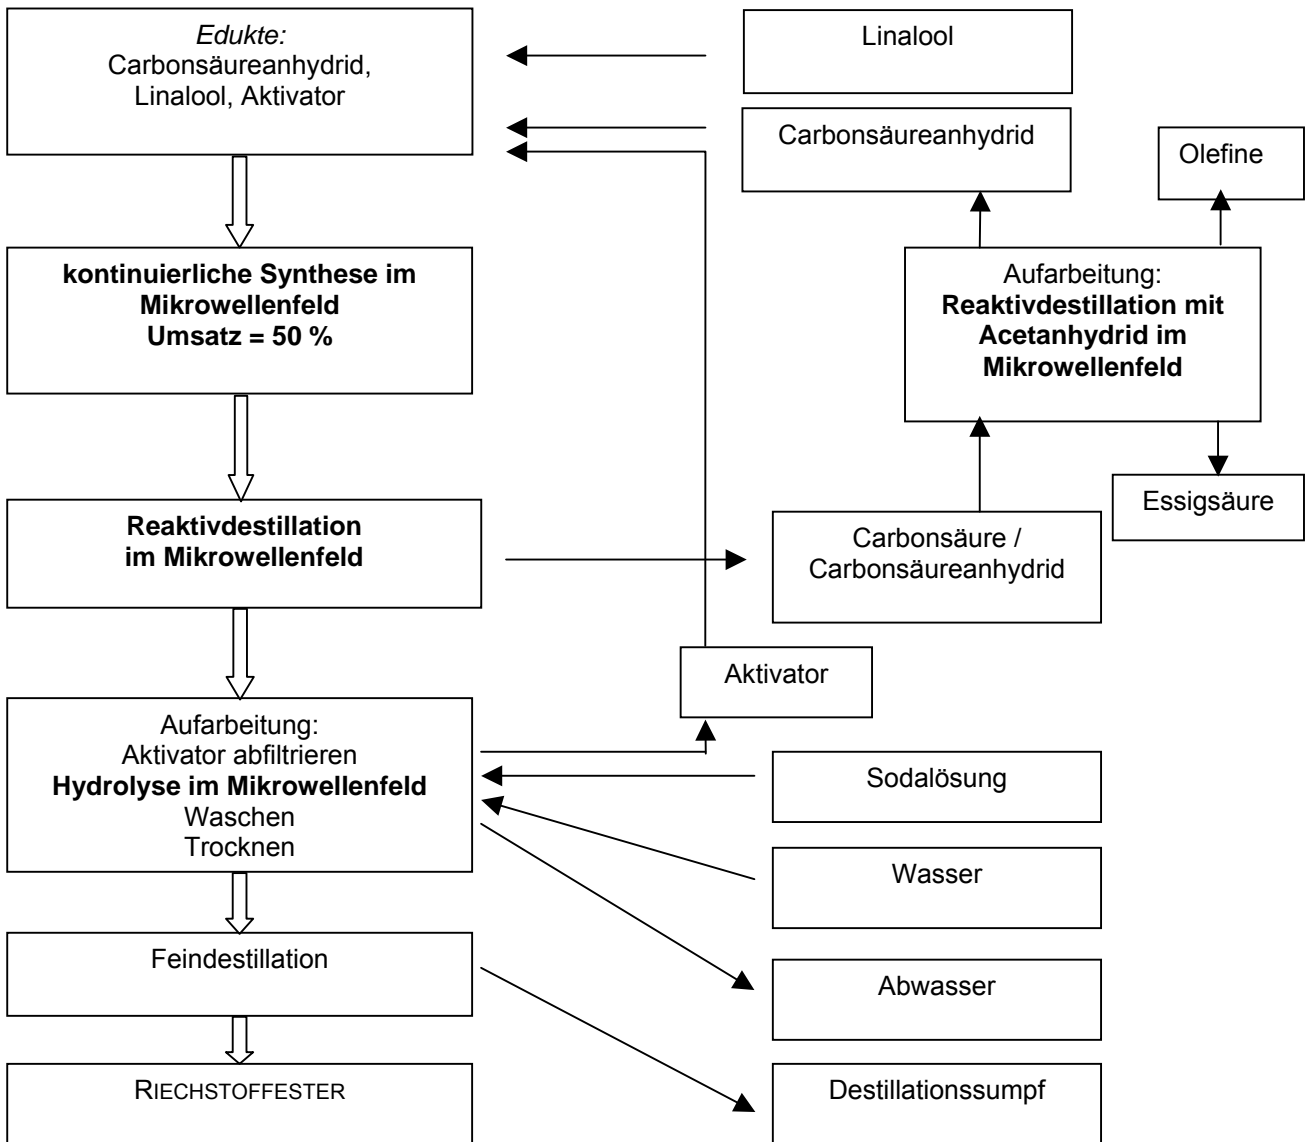 Edukte:
Carbonsäureanhydrid,
Linalool, Aktivator
kontinuierliche Synthese im
Mikrowellenfeld
Umsatz = 50 %
Reaktivdestillation
im Mikrowellenfeld
Aufarbeitung:
Aktivator abfiltrieren
Hydrolyse im Mikrowellenfeld
Waschen
Trocknen
Feindestillation
RIECHSTOFFESTER
Linalool
Carbonsäureanhydrid
Olefine
Aufarbeitung:
Reaktivdestillation mit
Acetanhydrid im
Mikrowellenfeld
Essigsäure
Carbonsäure /
Carbonsäureanhydrid
Aktivator
Sodalösung
Wasser
Abwasser
Destillationssumpf